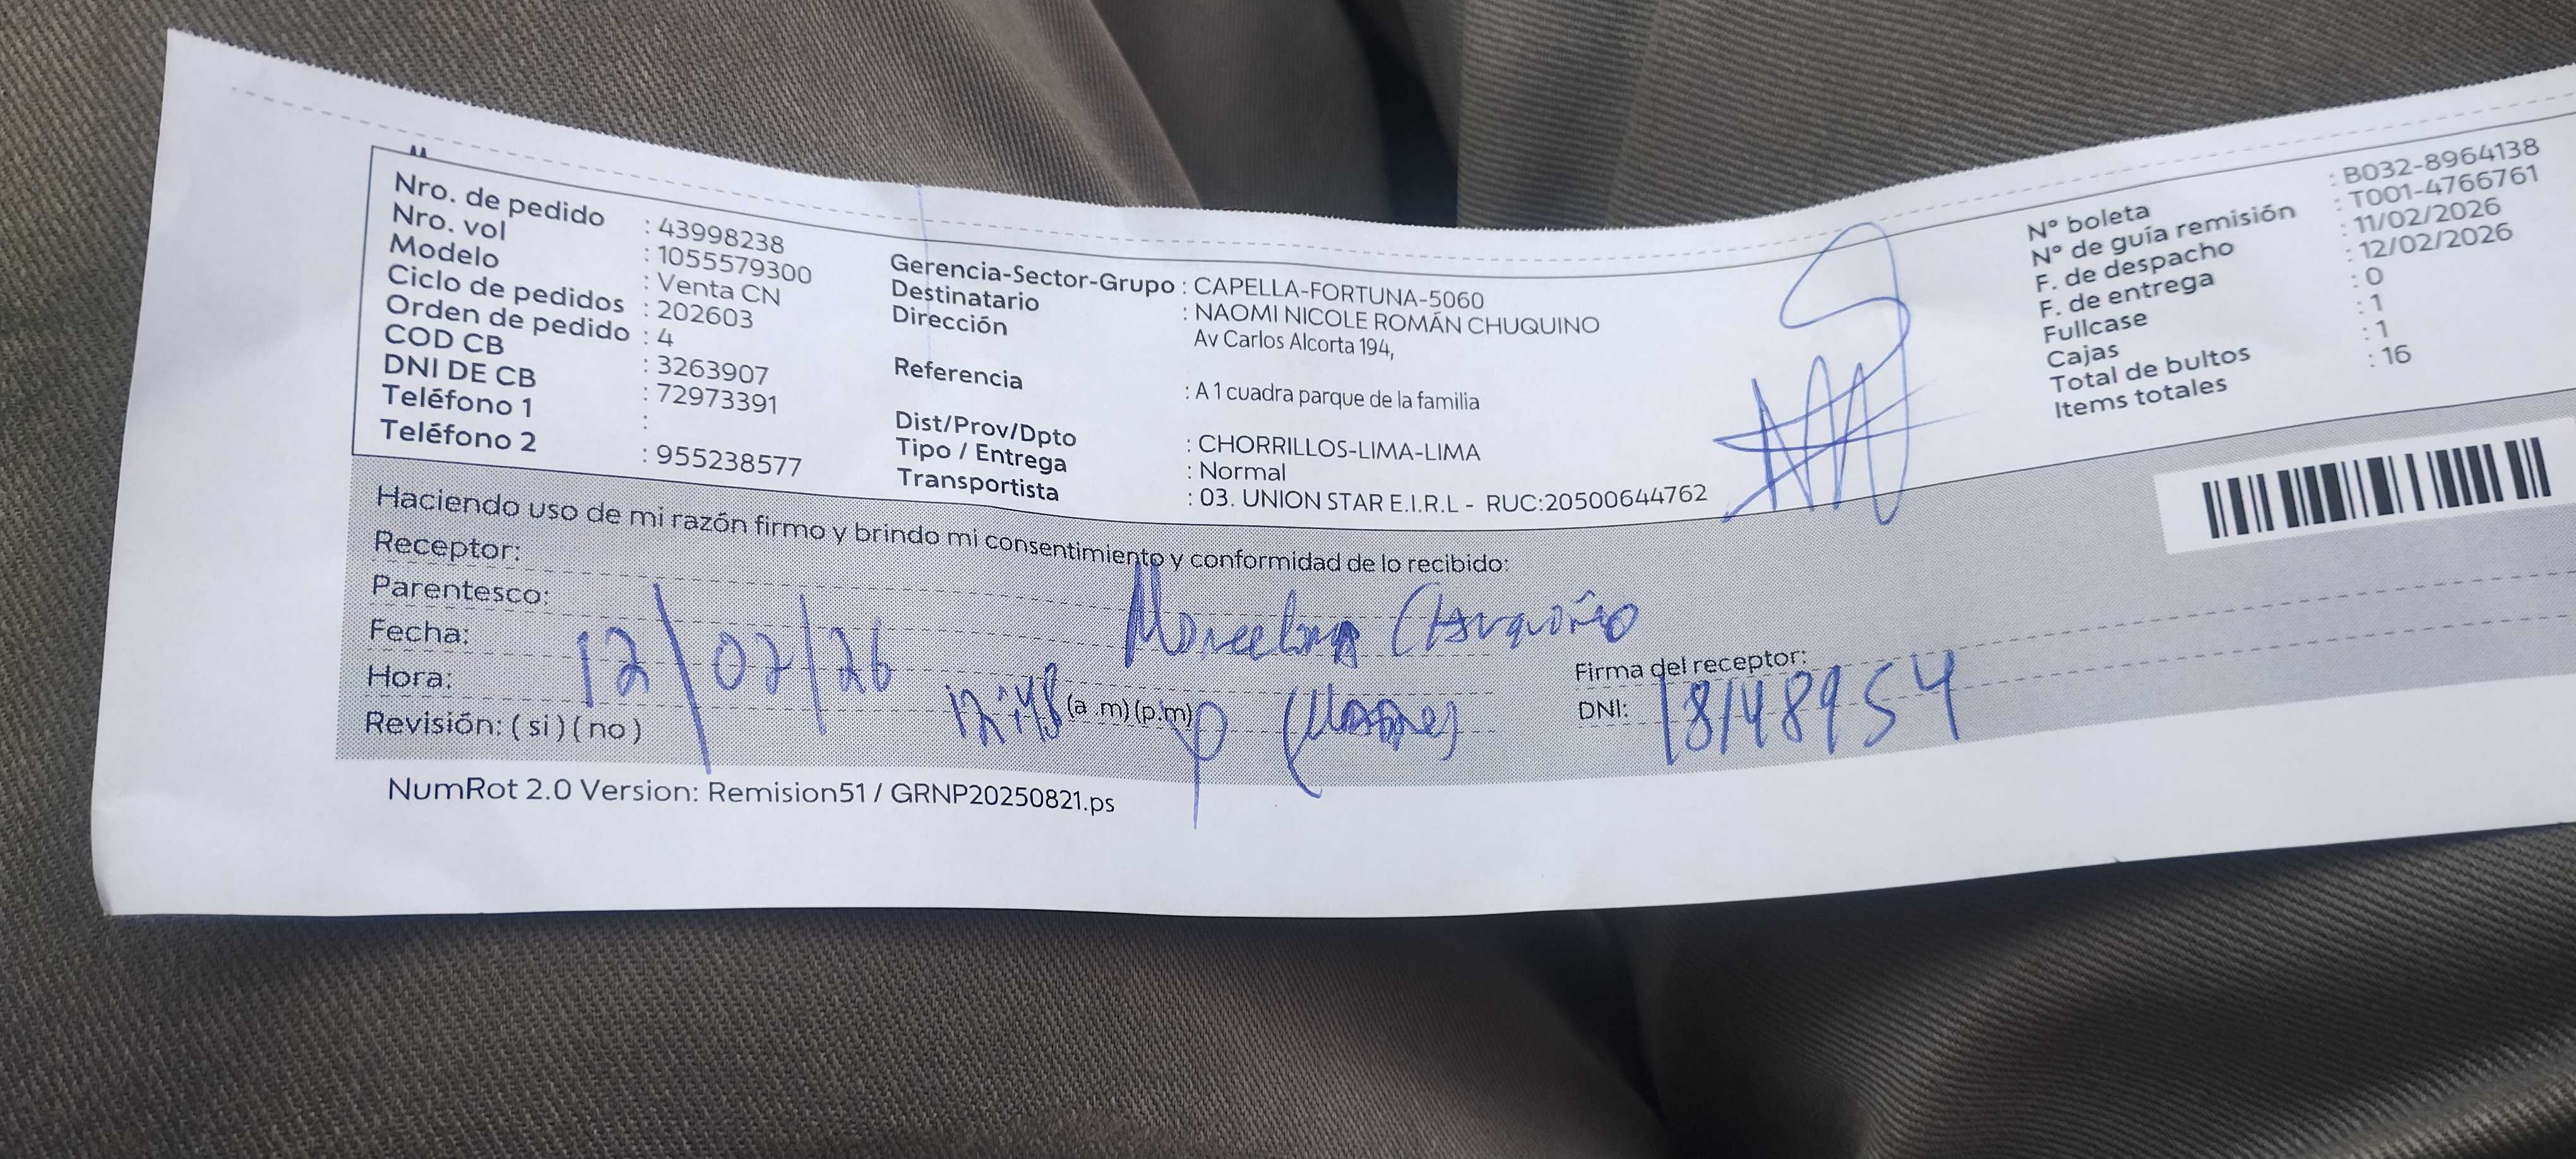 Nro. de pedido : 43998238
Nro. vol : 1055579300
Modelo : Venta CN
Ciclo de pedidos : 202603
Orden de pedido : 4
COD CB : 3263907
DNI DE CB : 72973391
Teléfono 1 :
Teléfono 2 : 955238577
Gerencia-Sector-Grupo : CAPELLA-FORTUNA-5060
Destinatario : NAOMI NICOLE ROMÁN CHUQUINO
Dirección Av Carlos Alcorta 194,
Referencia : A 1 cuadra parque de la familia
Dist/Prov/Dpto : CHORRILLOS-LIMA-LIMA
Tipo / Entrega : Normal
Transportista : 03. UNION STAR E.I.R.L - RUC:20500644762
N° boleta : B032-8964138
N° de guía remisión : T001-4766761
F. de despacho : 11/02/2026
F. de entrega : 12/02/2026
Fullcase : 0
Cajas : 1
Total de bultos : 1
Items totales : 16
Haciendo uso de mi razón firmo y brindo mi consentimiento y conformidad de lo recibido:
Receptor:
Parentesco:
Fecha: 12/02/26
Hora: 12:48 (a .m) (p.m)
Revisión: ( si ) ( no )
Firma del receptor:
DNI: 18148954
NumRot 2.0 Version: Remision51 / GRNP20250821.ps